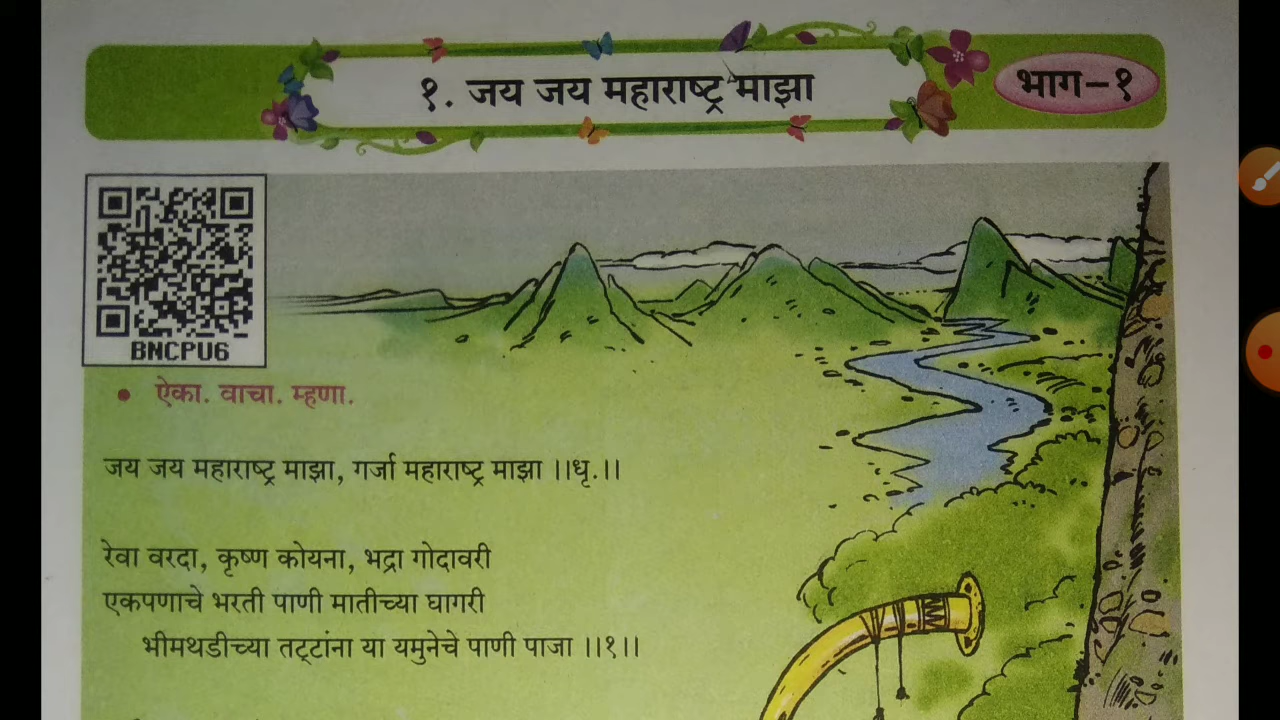 १. जय जय महाराष्ट्र माझा
भाग-१
BNCPU6
• ऐका. वाचा. म्हणा.
जय जय महाराष्ट्र माझा, गर्जा महाराष्ट्र माझा ।।धृ.।।
रेवा वरदा, कृष्ण कोयना, भद्रा गोदावरी
एकपणाचे भरती पाणी मातीच्या घागरी
भीमथडीच्या तट्टांना या यमुनेचे पाणी पाजा ।।१।।